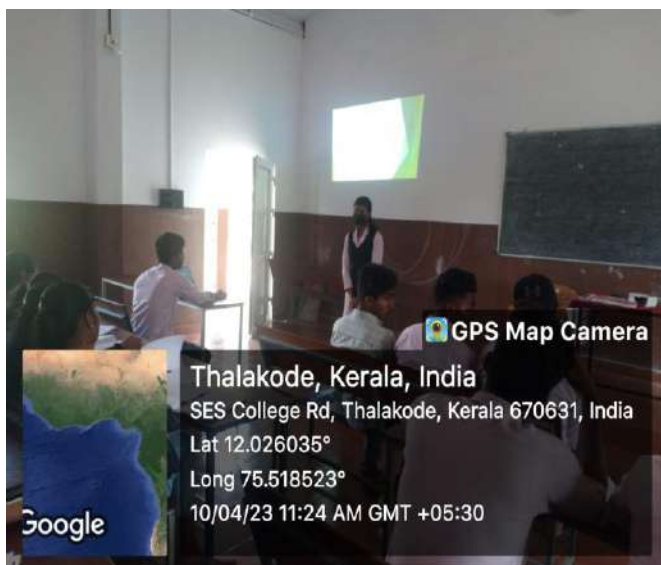 GPS Map Camera
Thalakode, Kerala, India
SES College Rd, Thalakode, Kerala 670631, India
Lat 12.026035°
Long 75.518523°
10/04/23 11:24 AM GMT +05:30
Google